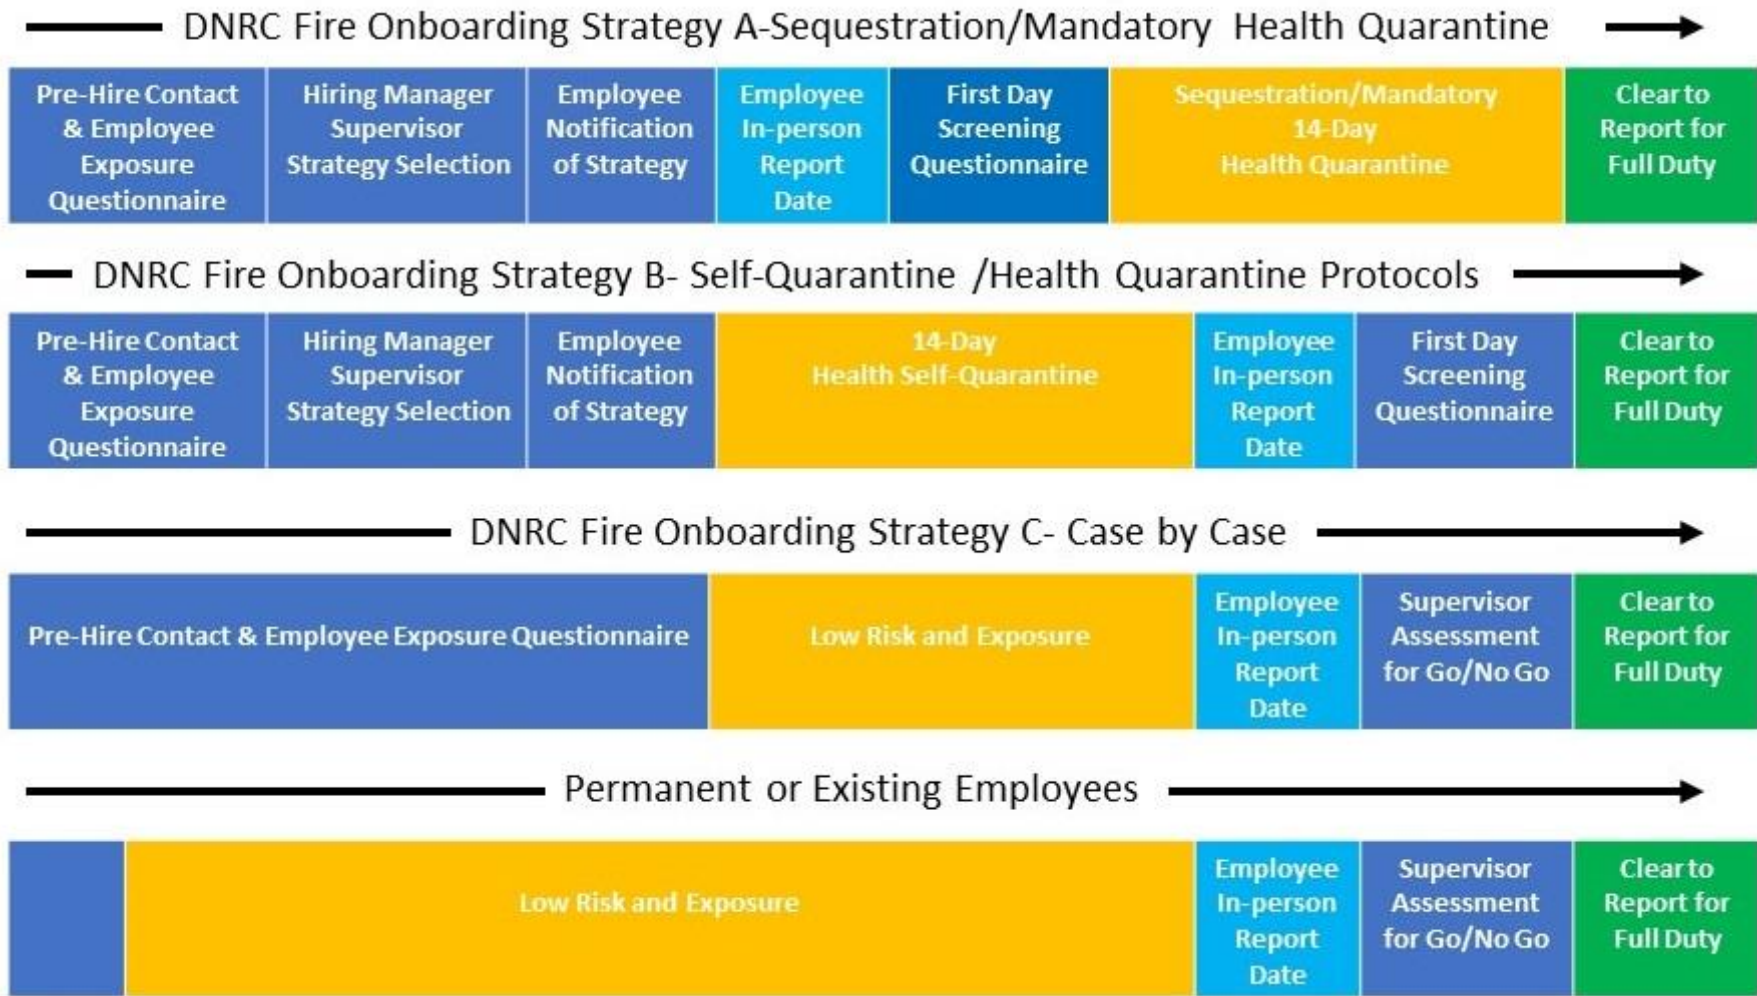 DNRC Fire Onboarding Strategy A-Sequestration/Mandatory Health Quarantine
Pre-Hire Contact
& Employee
Exposure
Questionnaire
Hiring Manager
Supervisor
Strategy Selection
Employee
Notification
of Strategy
Employee
In-person
Report
Date
First Day
Screening
Questionnaire
Sequestration/Mandatory
14-Day
Health Quarantine
Clear to
Report for
Full Duty
DNRC Fire Onboarding Strategy B- Self-Quarantine /Health Quarantine Protocols
Pre-Hire Contact
& Employee
Exposure
Questionnaire
Hiring Manager
Supervisor
Strategy Selection
Employee
Notification
of Strategy
14-Day
Health Self-Quarantine
Employee
In-person
Report
Date
First Day
Screening
Questionnaire
Clear to
Report for
Full Duty
DNRC Fire Onboarding Strategy C- Case by Case
Pre-Hire Contact & Employee Exposure Questionnaire
Low Risk and Exposure
Employee
In-person
Report
Date
Supervisor
Assessment
for Go/No Go
Clear to
Report for
Full Duty
Permanent or Existing Employees
Low Risk and Exposure
Employee
In-person
Report
Date
Supervisor
Assessment
for Go/No Go
Clear to
Report for
Full Duty